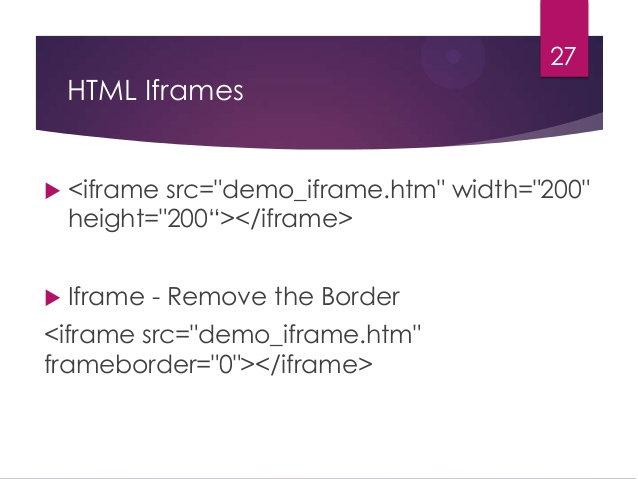 27
HTML Iframes
<iframe src="demo_iframe.htm" width="200"
height="200“></iframe>
Iframe - Remove the Border
<iframe src="demo_iframe.htm"
frameborder="0"></iframe>